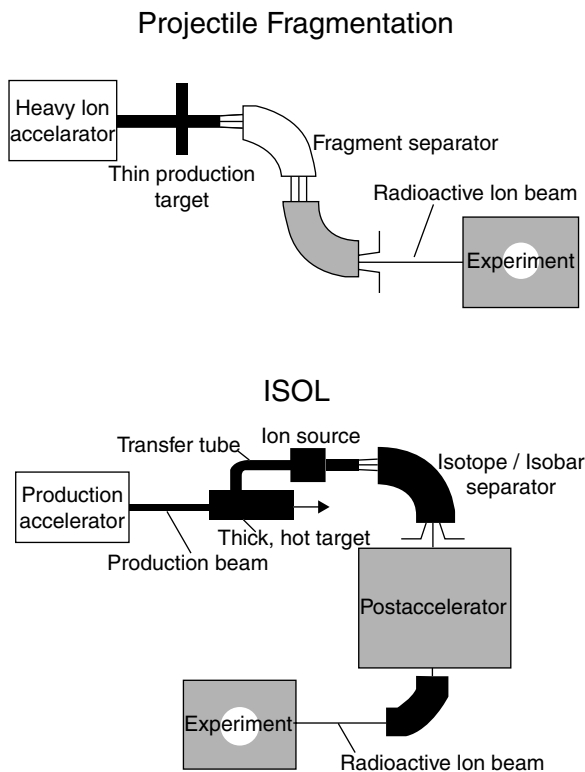 Projectile Fragmentation
Heavy Ion
accelarator
Thin production
target
Fragment separator
Radioactive Ion beam
Experiment
ISOL
Transfer tube
Ion source
Isotope / Isobar
separator
Production
accelerator
Thick, hot target
Production beam
Postaccelerator
Experiment
Radioactive Ion beam